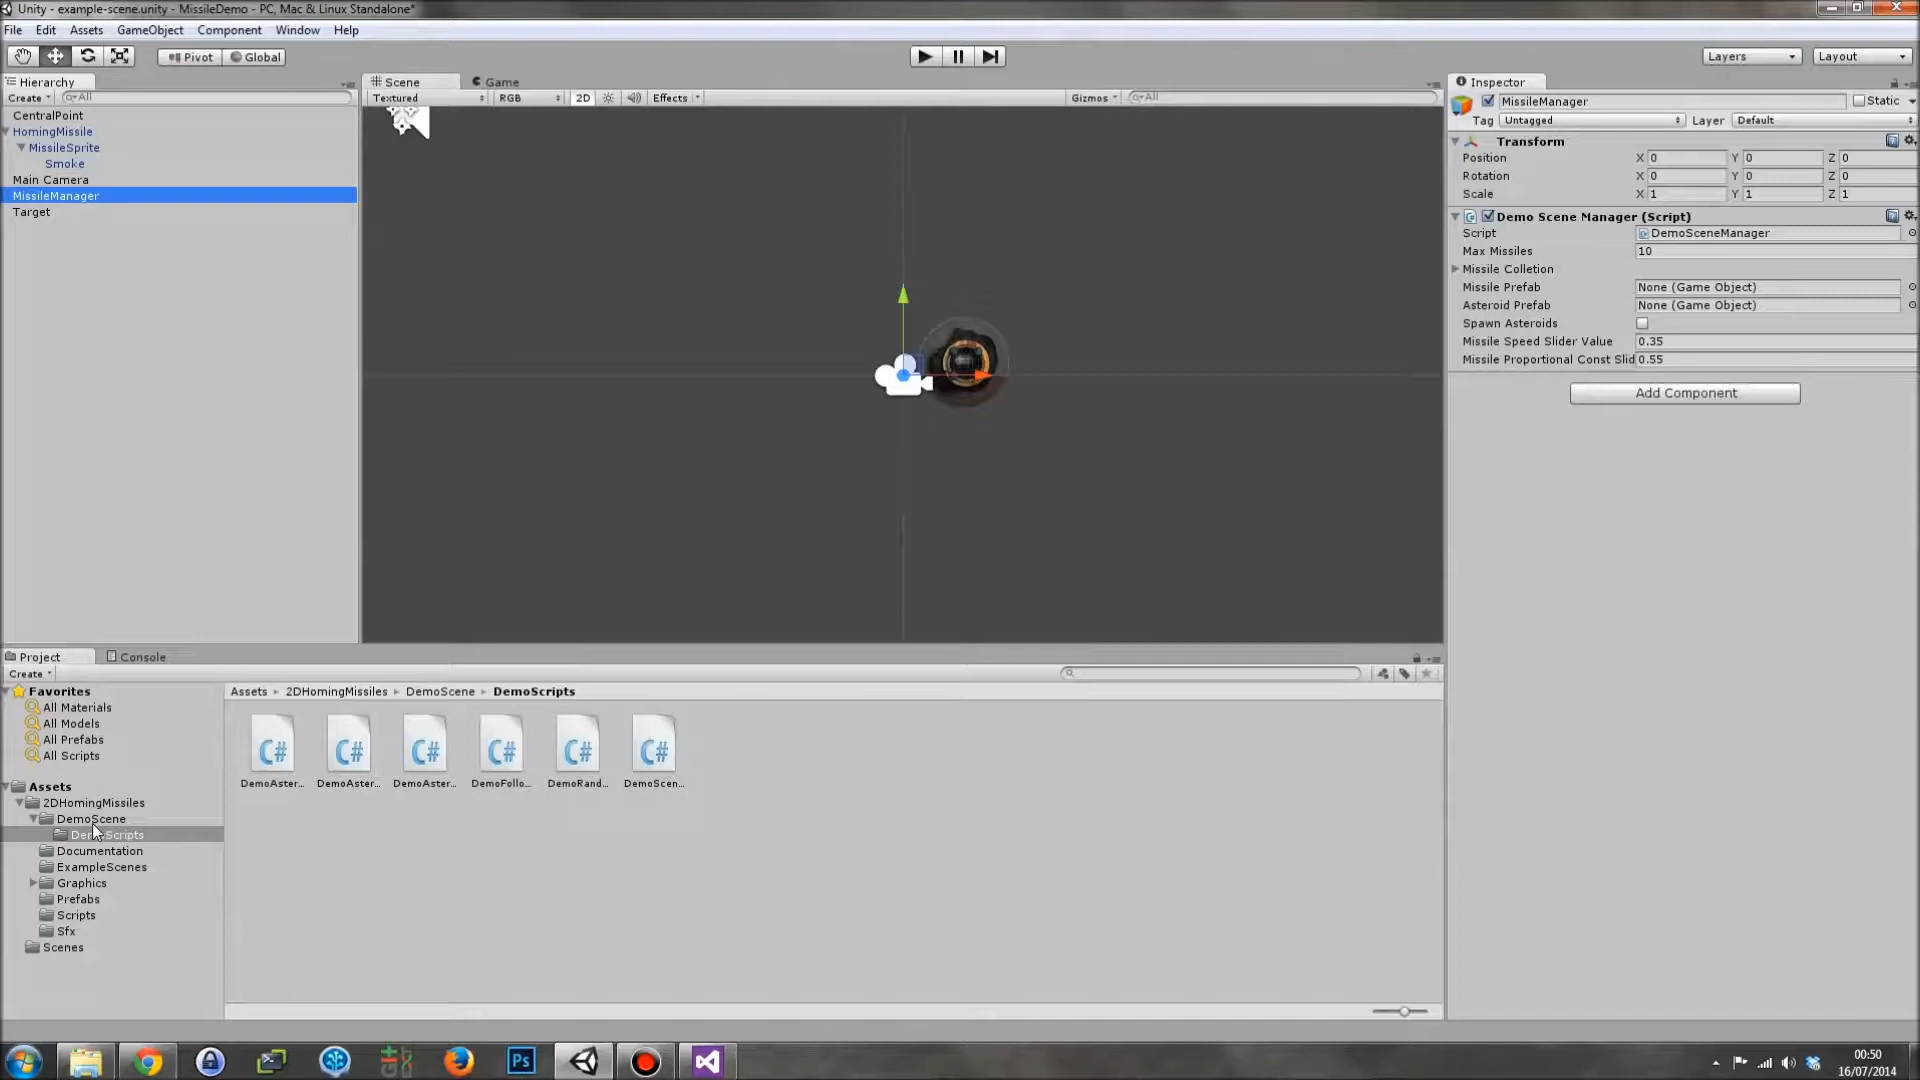 Unity - example-scene.unity - MissileDemo - PC, Mac & Linux Standalone*
File Edit Assets GameObject Component Window Help
Pivot Global Layers Layout
Hierarchy
Create All
CentralPoint
HomingMissile
MissileSprite
Smoke
Main Camera
MissileManager
Target
Scene Game
Textured RGB 2D Effects Gizmos All
Inspector
MissileManager Static
Tag Untagged Layer Default
Transform
Position X 0 Y 0 Z 0
Rotation X 0 Y 0 Z 0
Scale X 1 Y 1 Z 1
Demo Scene Manager (Script)
Script DemoSceneManager
Max Missiles 10
Missile Colletion
Missile Prefab None (Game Object)
Asteroid Prefab None (Game Object)
Spawn Asteroids
Missile Speed Slider Value 0.35
Missile Proportional Const Slid 0.55
Add Component
Project Console
Create
Favorites
All Materials
All Models
All Prefabs
All Scripts
Assets
2DHomingMissiles
DemoScene
DemoScripts
Documentation
ExampleScenes
Graphics
Prefabs
Scripts
Sfx
Scenes
Assets 2DHomingMissiles DemoScene DemoScripts
C# C# C# C# C# C#
DemoAster... DemoAster... DemoAster... DemoFollo... DemoRand... DemoScen...
Ps
00:50
16/07/2014